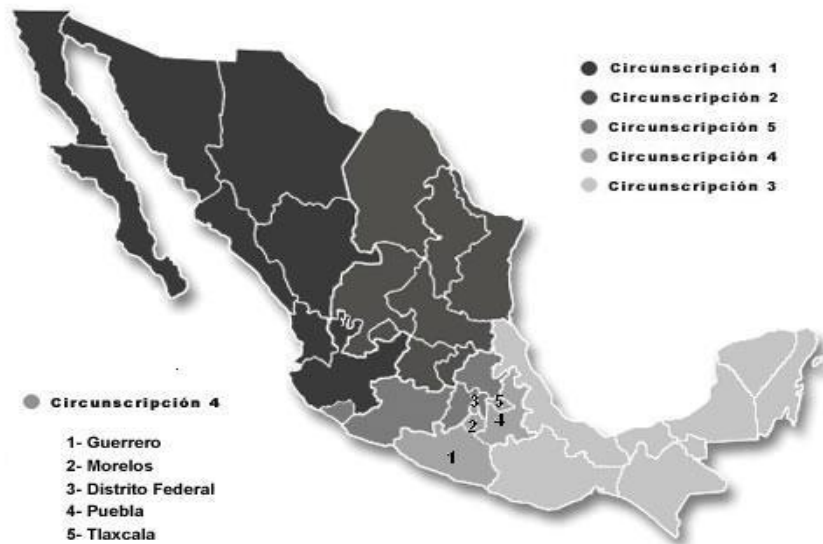 Circunscripción 1
Circunscripción 2
Circunscripción 5
Circunscripción 4
Circunscripción 3
3
5
4
2
1
Circunscripción 4
1- Guerrero
2- Morelos
3- Distrito Federal
4- Puebla
5- Tlaxcala